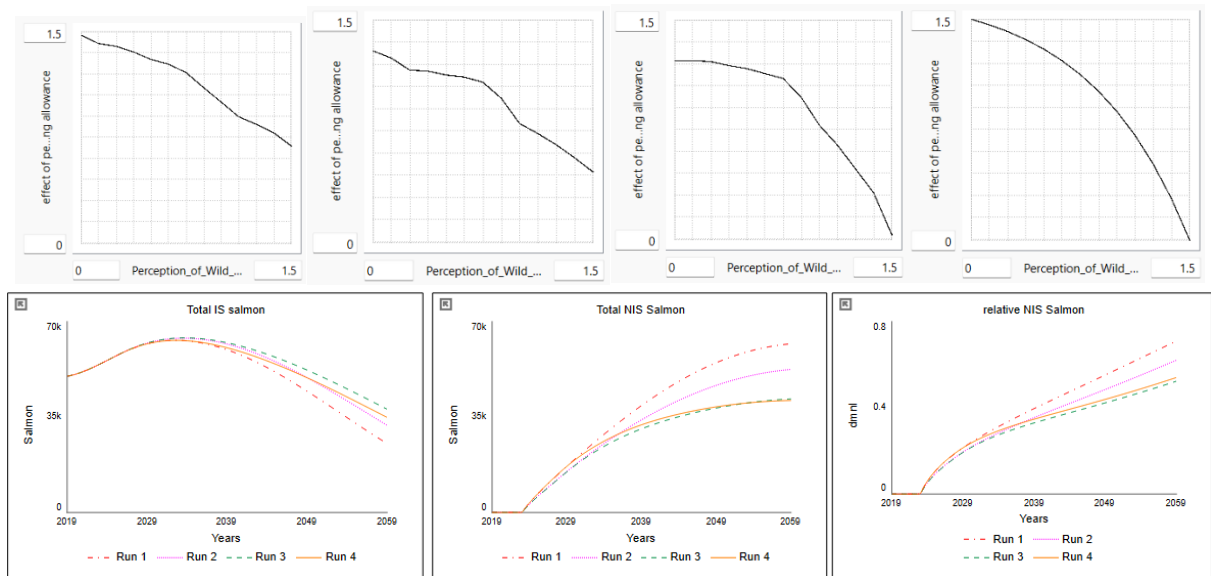 1.5
effect of pe...ng allowance
0
0
Perception_of_Wild_...
1.5
1.5
effect of pe...ng allowance
0
0
Perception_of_Wild_...
1.5
1.5
effect of pe...ng allowance
0
0
Perception_of_Wild_...
1.5
1.5
effect of pe...ng allowance
0
0
Perception_of_Wild_...
1.5
Total IS salmon
70k
Salmon
35k
0
2019 2029 2039 2049 2059
Years
Run 1 Run 2 Run 3 Run 4
Total NIS Salmon
70k
Salmon
35k
0
2019 2029 2039 2049 2059
Years
Run 1 Run 2 Run 3 Run 4
relative NIS Salmon
0.8
dmnl
0.4
0
2019 2029 2039 2049 2059
Years
Run 1 Run 2
Run 3 Run 4